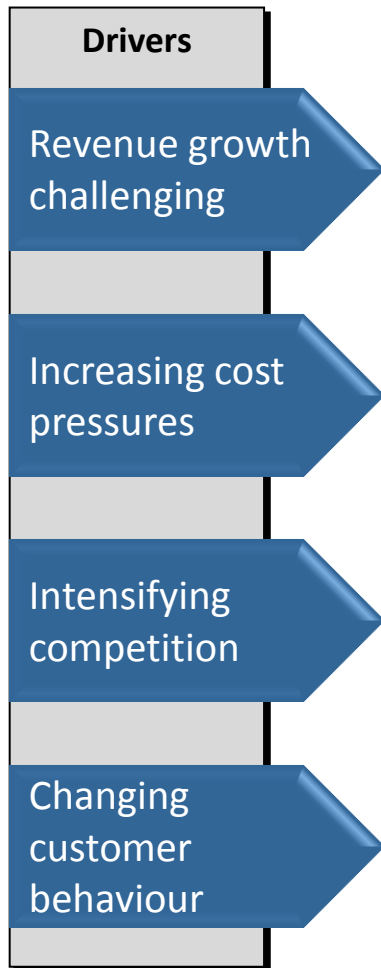 Drivers
Revenue growth
challenging
Increasing cost
pressures
Intensifying
competition
Changing
customer
behaviour